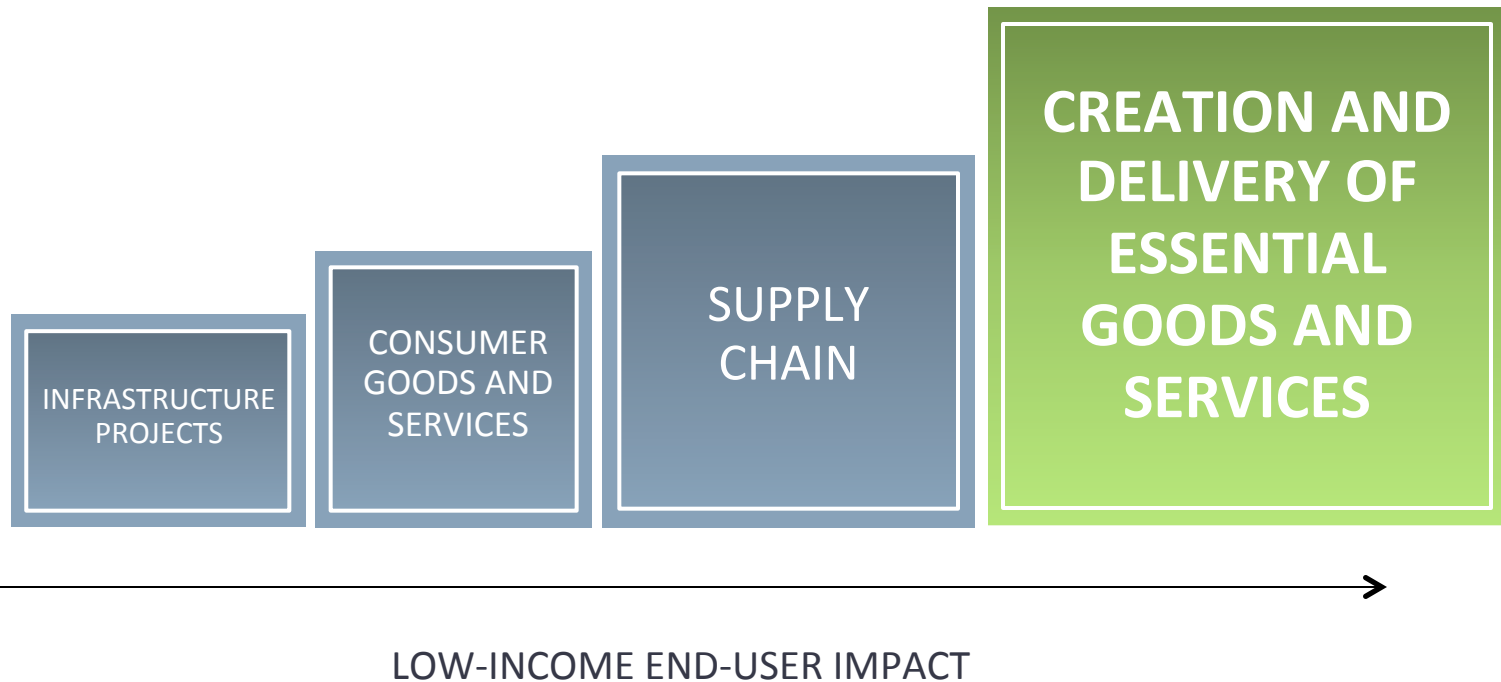 INFRASTRUCTURE
PROJECTS
CONSUMER
GOODS AND
SERVICES
SUPPLY
CHAIN
CREATION AND
DELIVERY OF
ESSENTIAL
GOODS AND
SERVICES
LOW-INCOME END-USER IMPACT